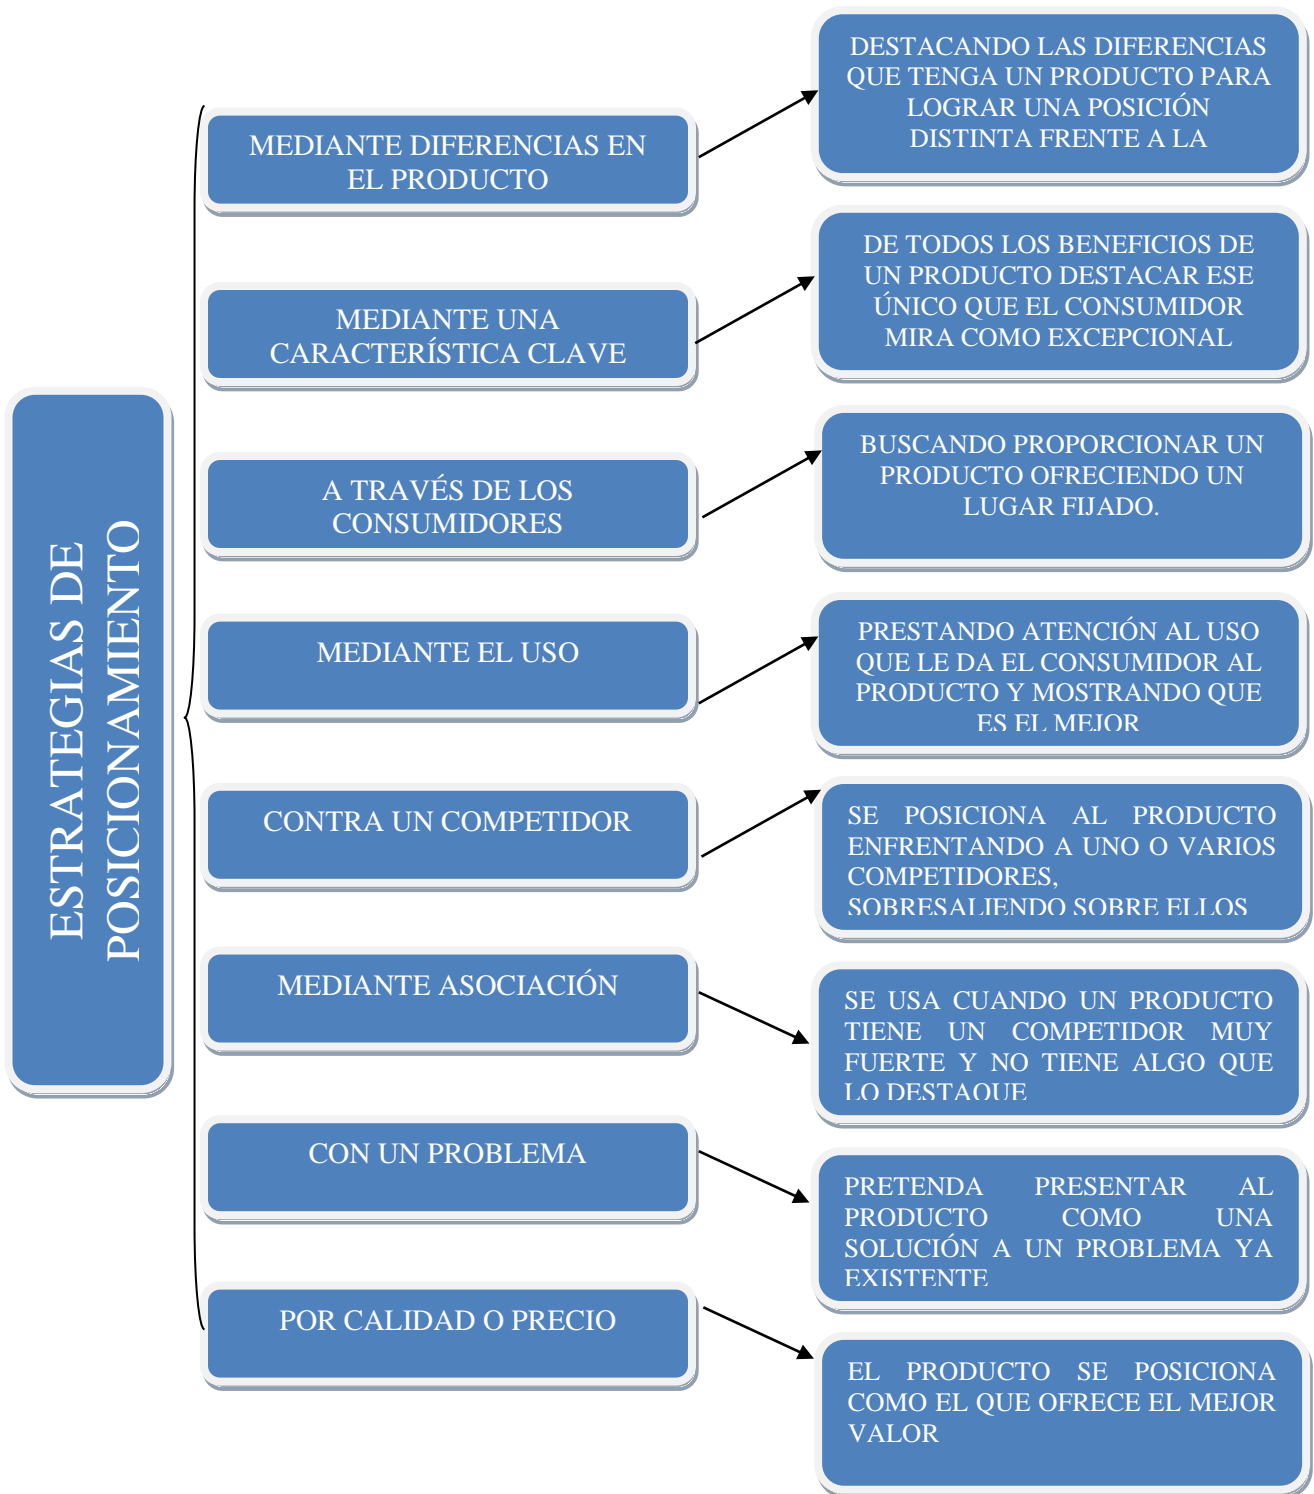 ESTRATEGIAS DE
POSICIONAMIENTO
MEDIANTE DIFERENCIAS EN
EL PRODUCTO
DESTACANDO LAS DIFERENCIAS
QUE TENGA UN PRODUCTO PARA
LOGRAR UNA POSICIÓN
DISTINTA FRENTE A LA
MEDIANTE UNA
CARACTERÍSTICA CLAVE
DE TODOS LOS BENEFICIOS DE
UN PRODUCTO DESTACAR ESE
ÚNICO QUE EL CONSUMIDOR
MIRA COMO EXCEPCIONAL
A TRAVÉS DE LOS
CONSUMIDORES
BUSCANDO PROPORCIONAR UN
PRODUCTO OFRECIENDO UN
LUGAR FIJADO.
MEDIANTE EL USO
PRESTANDO ATENCIÓN AL USO
QUE LE DA EL CONSUMIDOR AL
PRODUCTO Y MOSTRANDO QUE
ES EL MEJOR
CONTRA UN COMPETIDOR
SE POSICIONA AL PRODUCTO
ENFRENTANDO A UNO O VARIOS
COMPETIDORES,
SOBRESALIENDO SOBRE ELLOS
MEDIANTE ASOCIACIÓN
SE USA CUANDO UN PRODUCTO
TIENE UN COMPETIDOR MUY
FUERTE Y NO TIENE ALGO QUE
LO DESTAQUE
CON UN PROBLEMA
PRETENDA PRESENTAR AL
PRODUCTO COMO UNA
SOLUCIÓN A UN PROBLEMA YA
EXISTENTE
POR CALIDAD O PRECIO
EL PRODUCTO SE POSICIONA
COMO EL QUE OFRECE EL MEJOR
VALOR